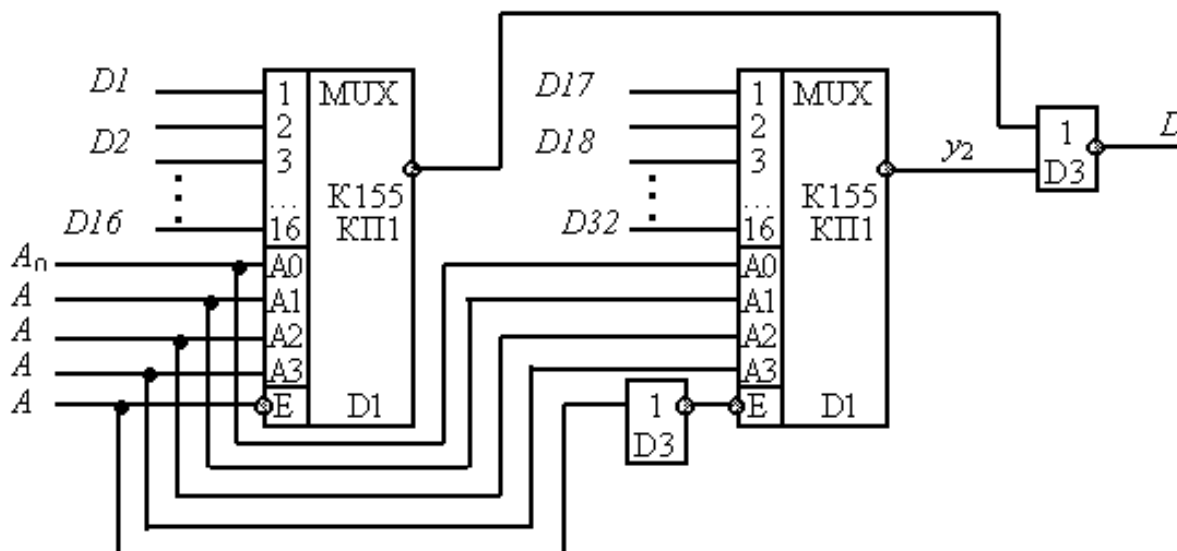 D1
D2
D16
Aₙ
A
A
A
A
1
2
3
...
16
A0
A1
A2
A3
E
MUX
К155
КП1
D1
D17
D18
D32
1
2
3
...
16
A0
A1
A2
A3
E
MUX
К155
КП1
D1
1
D3
y₂
1
D3
D